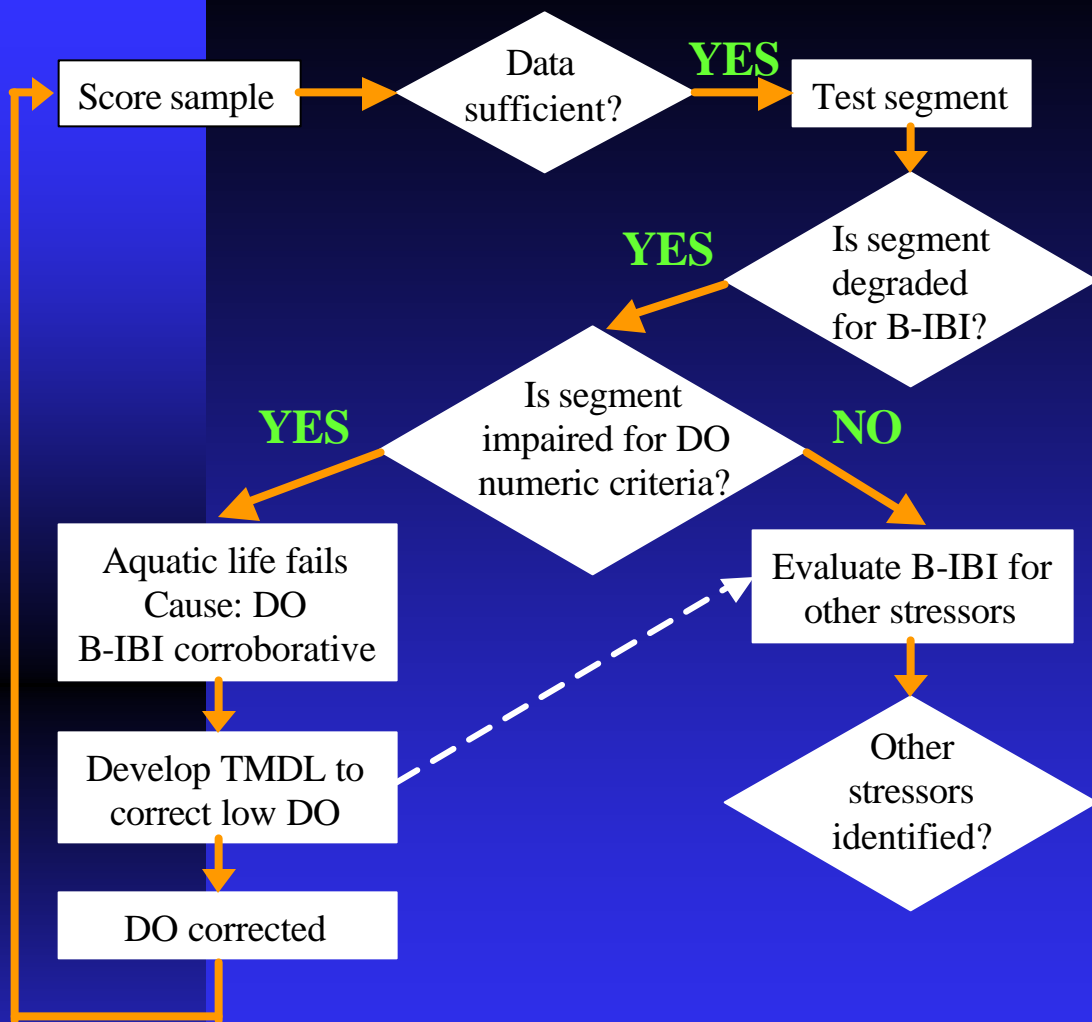 Score sample
Data
sufficient?
YES
Test segment
YES
Is segment
degraded
for B-IBI?
YES
Is segment
impaired for DO
numeric criteria?
NO
Aquatic life fails
Cause: DO
B-IBI corroborative
Evaluate B-IBI for
other stressors
Develop TMDL to
correct low DO
Other
stressors
identified?
DO corrected